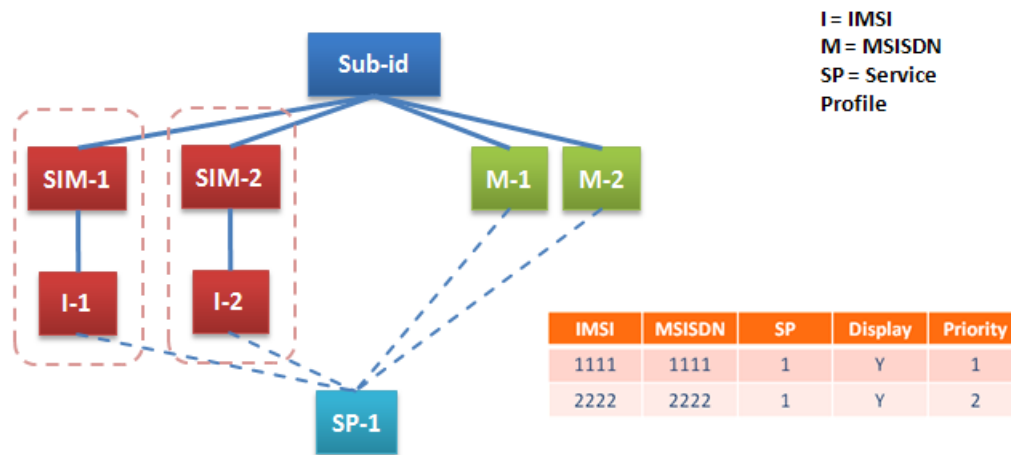 I = IMSI
M = MSISDN
SP = Service
Profile
Sub-id
SIM-1
SIM-2
M-1
M-2
I-1
I-2
SP-1
IMSI MSISDN SP Display Priority
1111 1111 1 Y 1
2222 2222 1 Y 2